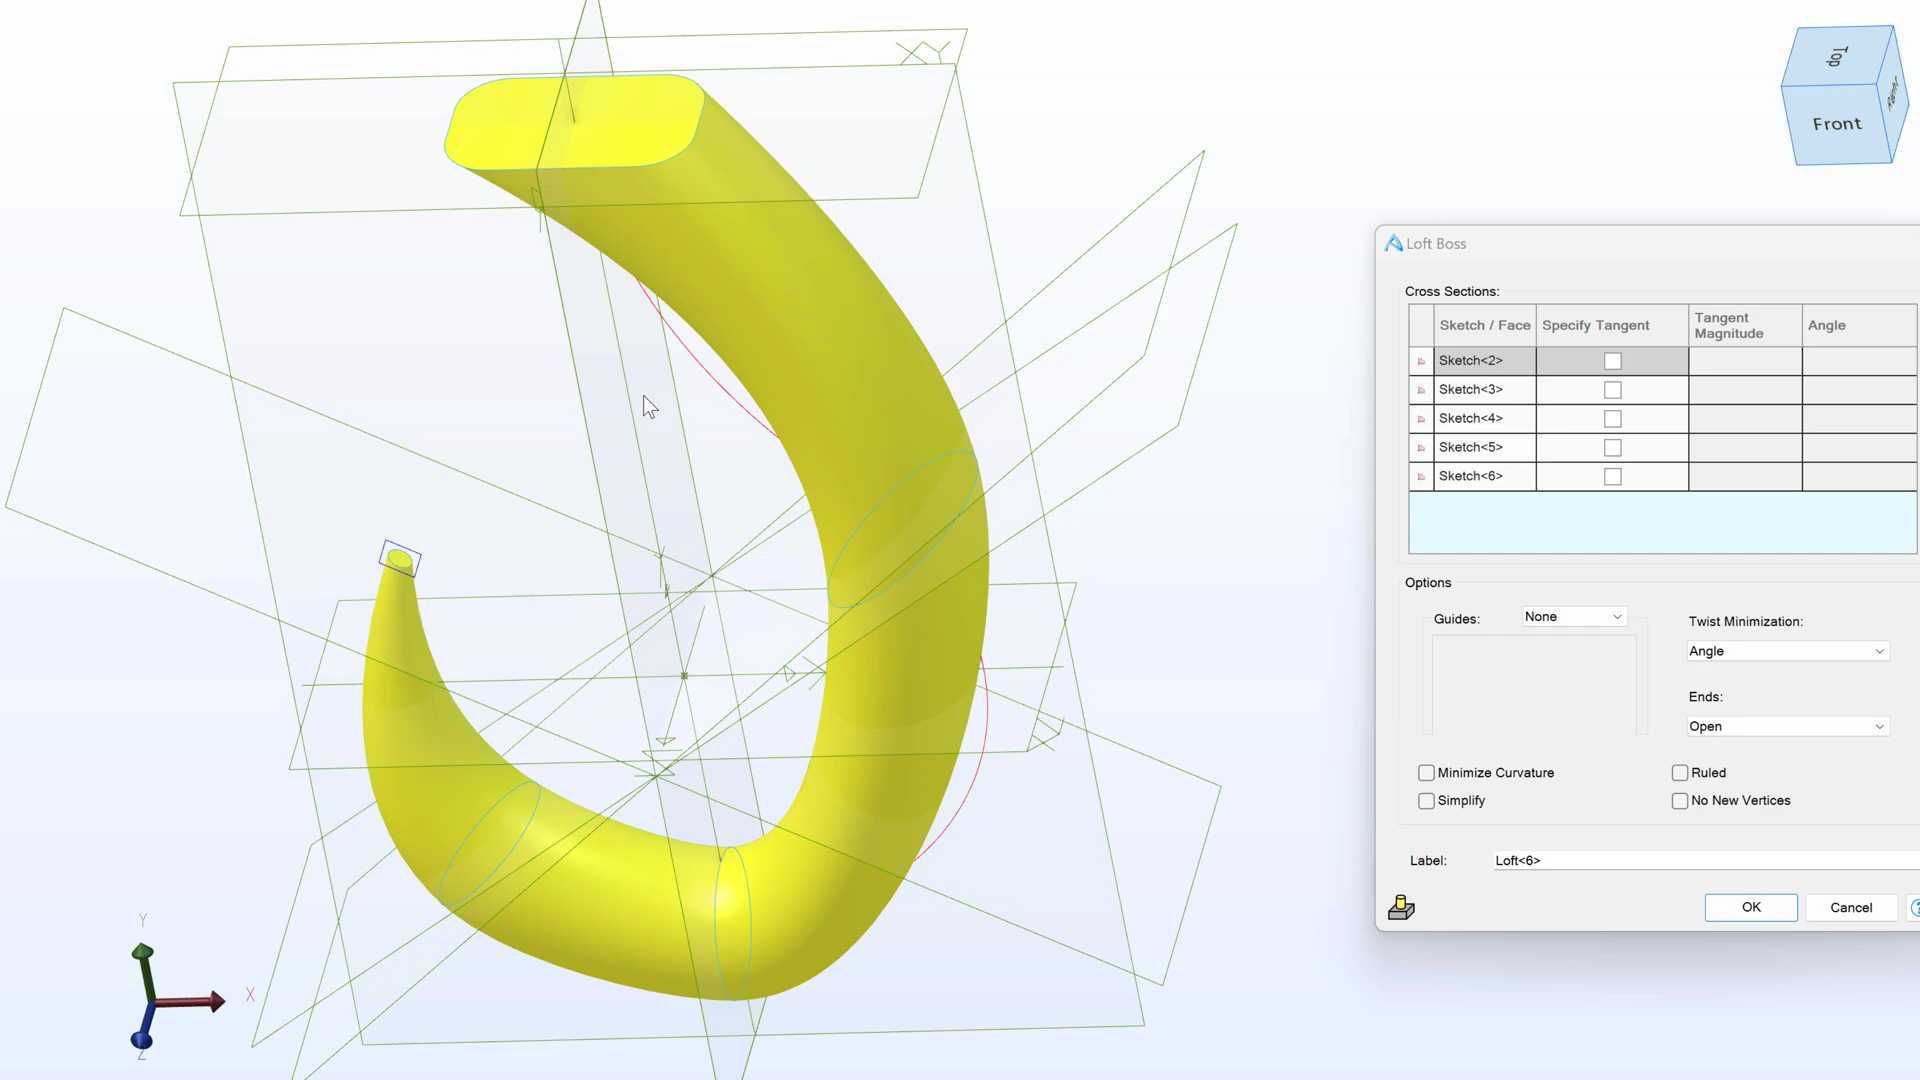 Top
Front
Right
Loft Boss
Cross Sections:
Sketch / Face
Specify Tangent
Tangent
Magnitude
Angle
Sketch<2>
Sketch<3>
Sketch<4>
Sketch<5>
Sketch<6>
Options
Guides:
None
Twist Minimization:
Angle
Ends:
Open
Minimize Curvature
Ruled
Simplify
No New Vertices
Label:
Loft<6>
OK
Cancel
?
Y
X
Z